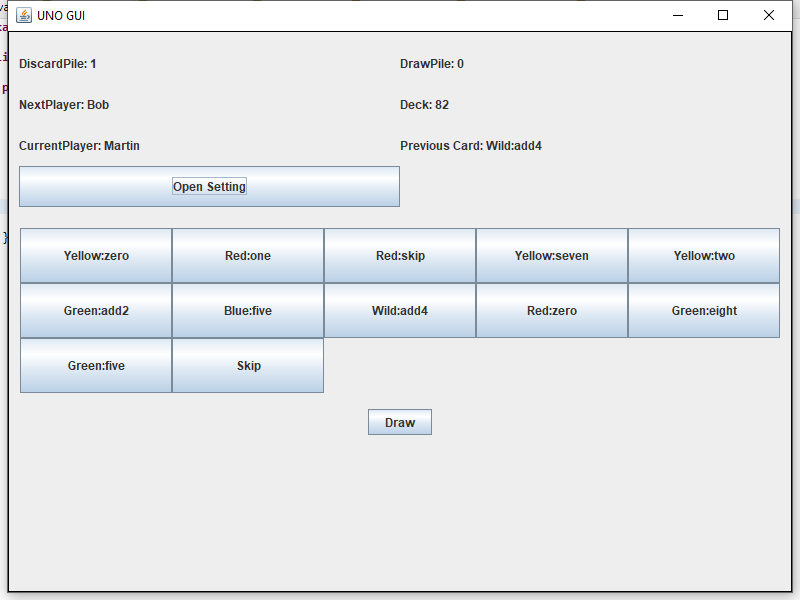 UNO GUI
DiscardPile: 1 DrawPile: 0
NextPlayer: Bob Deck: 82
CurrentPlayer: Martin Previous Card: Wild:add4
Open Setting
Yellow:zero Red:one Red:skip Yellow:seven Yellow:two
Green:add2 Blue:five Wild:add4 Red:zero Green:eight
Green:five Skip
Draw